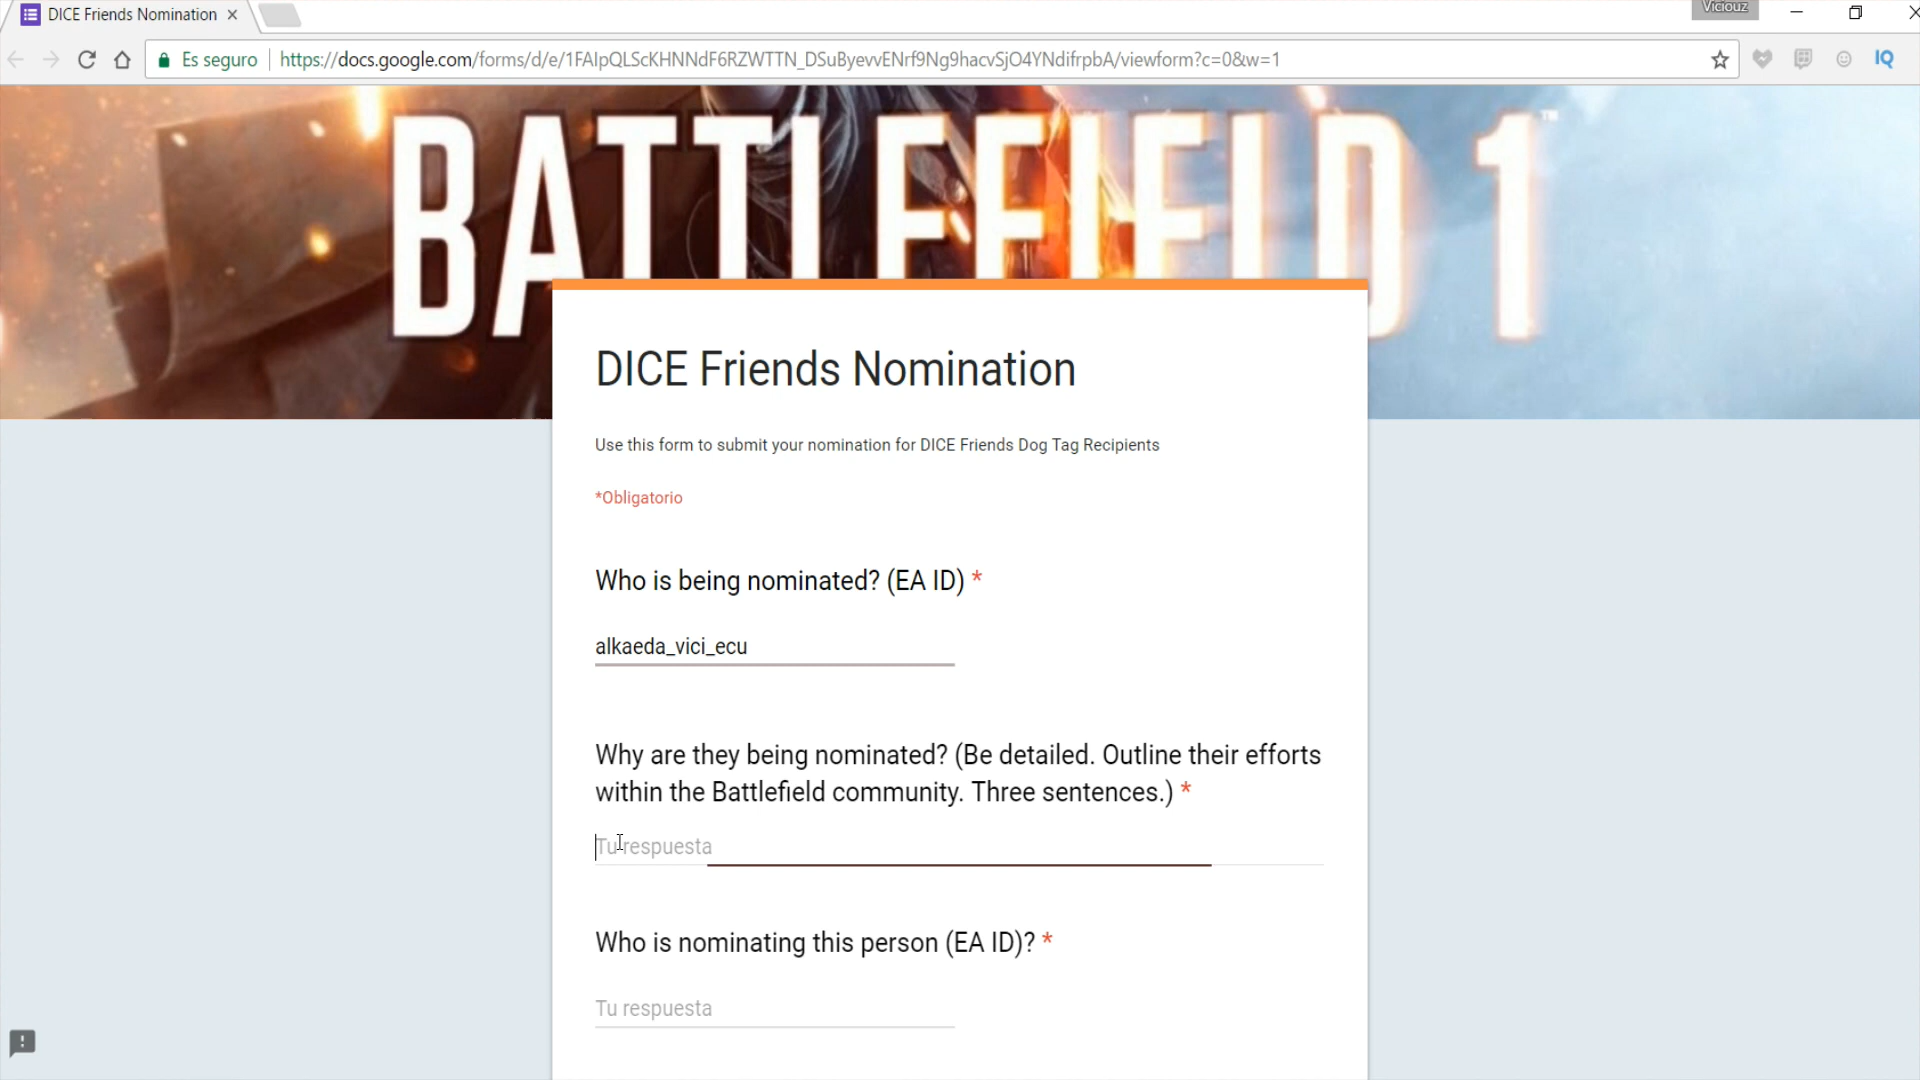 DICE Friends Nomination
Viciouz
Es seguro
https://docs.google.com/forms/d/e/1FAIpQLScKHNNdF6RZWTTN_DSuByevvENrf9Ng9hacvSjO4YNdifrpbA/viewform?c=0&w=1
IQ
BATTLEFIELD 1™
DICE Friends Nomination
Use this form to submit your nomination for DICE Friends Dog Tag Recipients
*Obligatorio
Who is being nominated? (EA ID) *
alkaeda_vici_ecu
Why are they being nominated? (Be detailed. Outline their efforts
within the Battlefield community. Three sentences.) *
Tu respuesta
Who is nominating this person (EA ID)? *
Tu respuesta